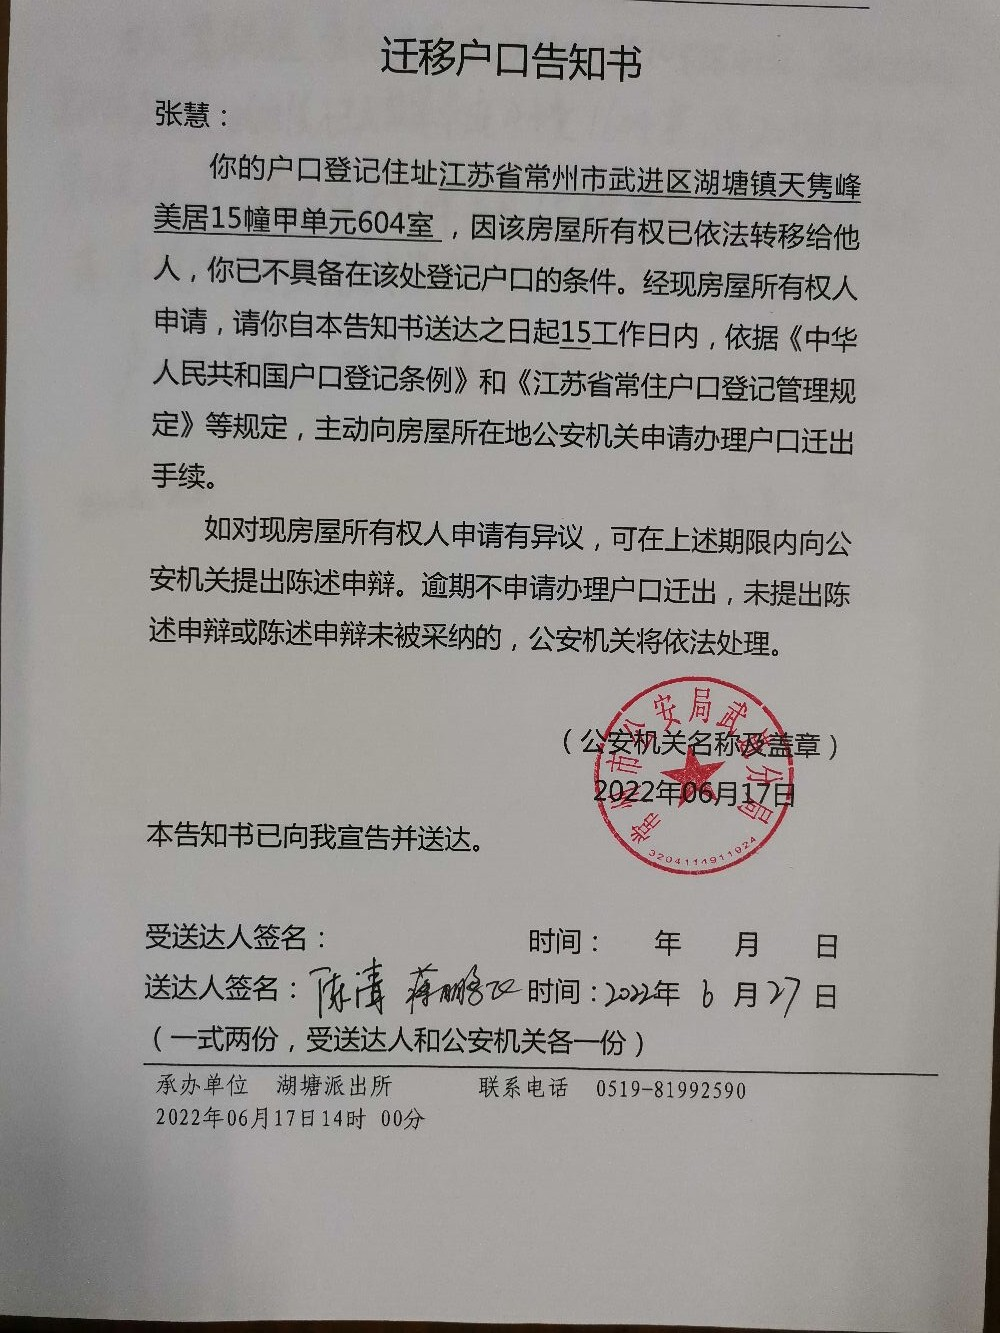 迁移户口告知书
张慧：
你的户口登记住址江苏省常州市武进区湖塘镇天隽峰
美居15幢甲单元604室，因该房屋所有权已依法转移给他
人，你已不具备在该处登记户口的条件。经现房屋所有权人
申请，请你自本告知书送达之日起15工作日内，依据《中华
人民共和国户口登记条例》和《江苏省常住户口登记管理规
定》等规定，主动向房屋所在地公安机关申请办理户口迁出
手续。
如对现房屋所有权人申请有异议，可在上述期限内向公
安机关提出陈述申辩。逾期不申请办理户口迁出，未提出陈
述申辩或陈述申辩未被采纳的，公安机关将依法处理。
（公安机关名称及盖章）
2022年06月17日
常州市公安局武进分局
3204114911924
本告知书已向我宣告并送达。
受送达人签名： 时间： 年 月 日
送达人签名：陈清 蒋鹏 时间：2022年 6 月 27 日
（一式两份，受送达人和公安机关各一份）
承办单位 湖塘派出所 联系电话 0519-81992590
2022年06月17日14时 00分